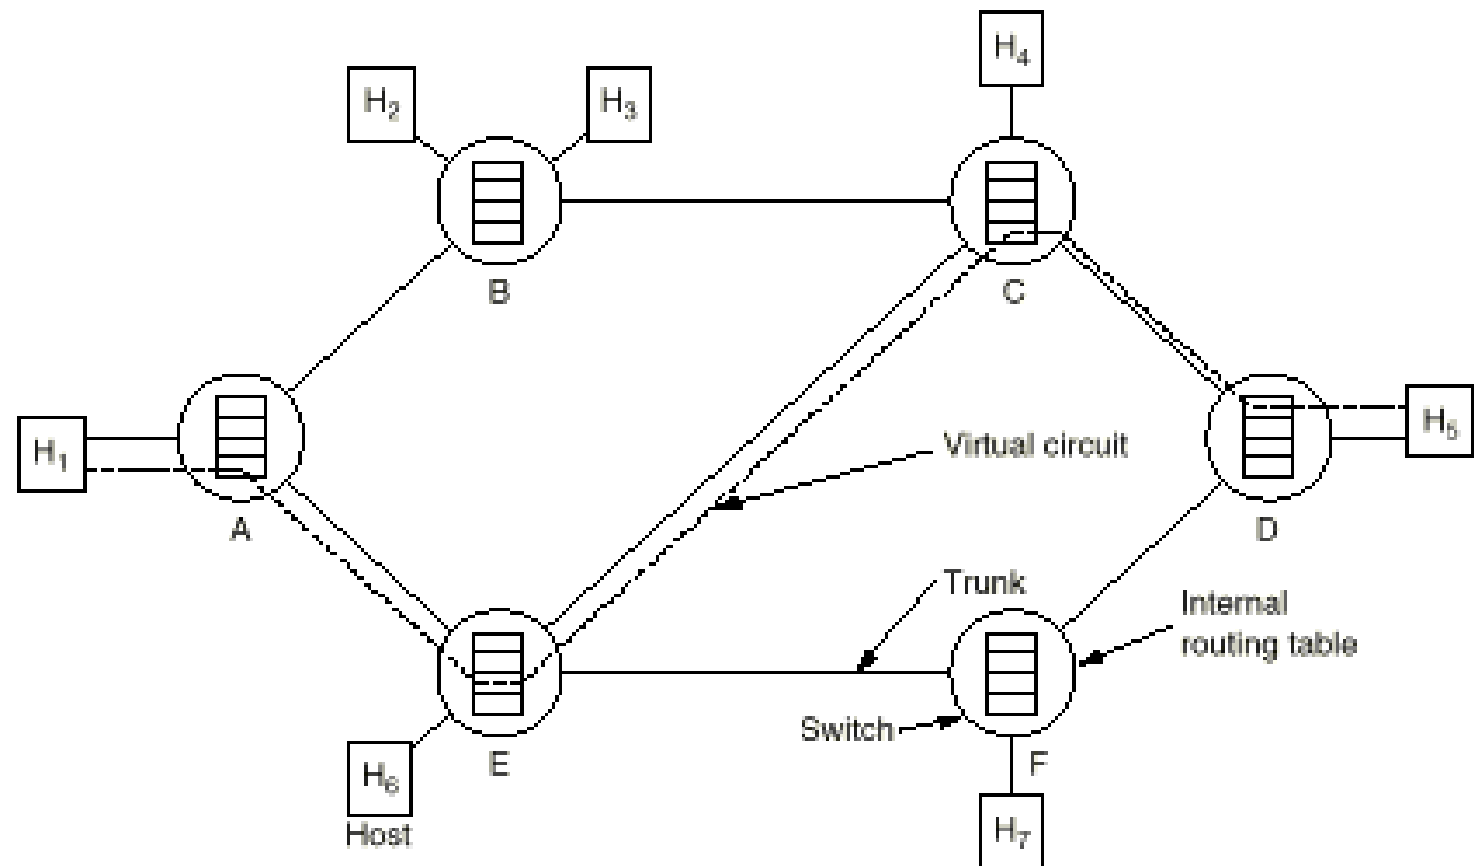 H4
H2
H3
B
C
H1
H5
Virtual circuit
A
D
Trunk
Internal
routing table
Switch
E
F
H6
Host
H7